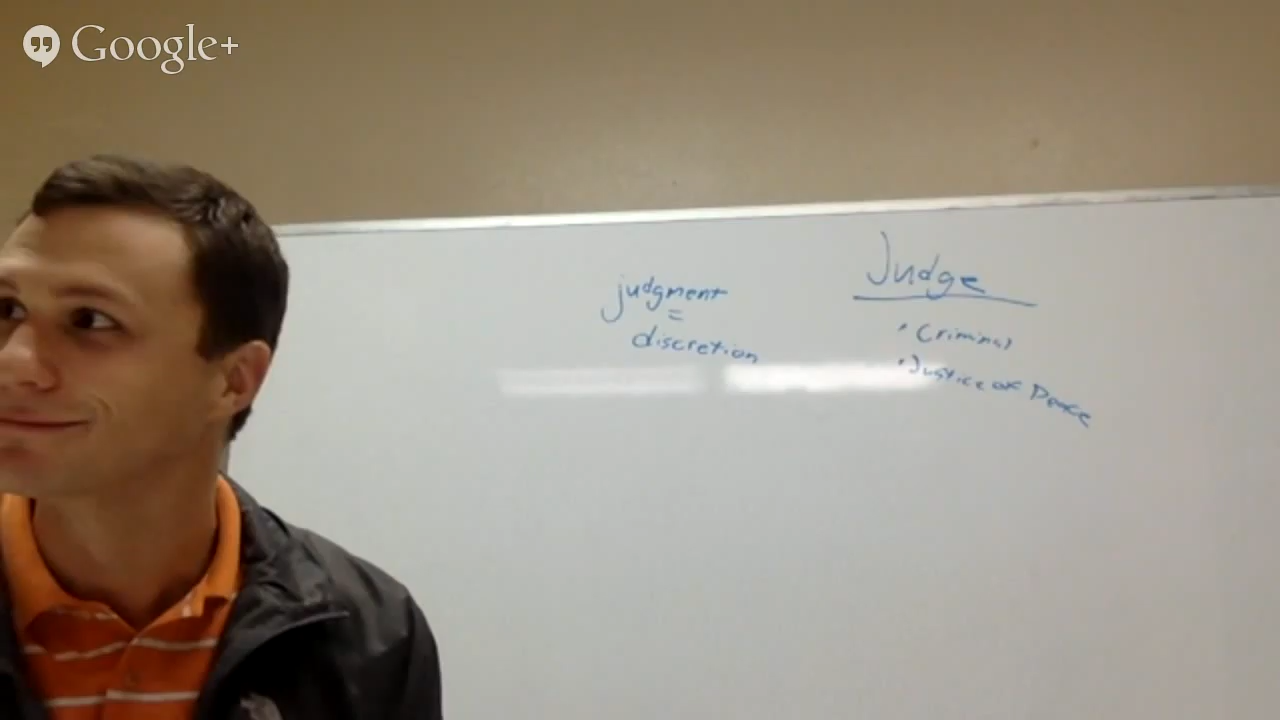 Google+
judgment
=
discretion
Judge
• Criminal
• Justice of Peace